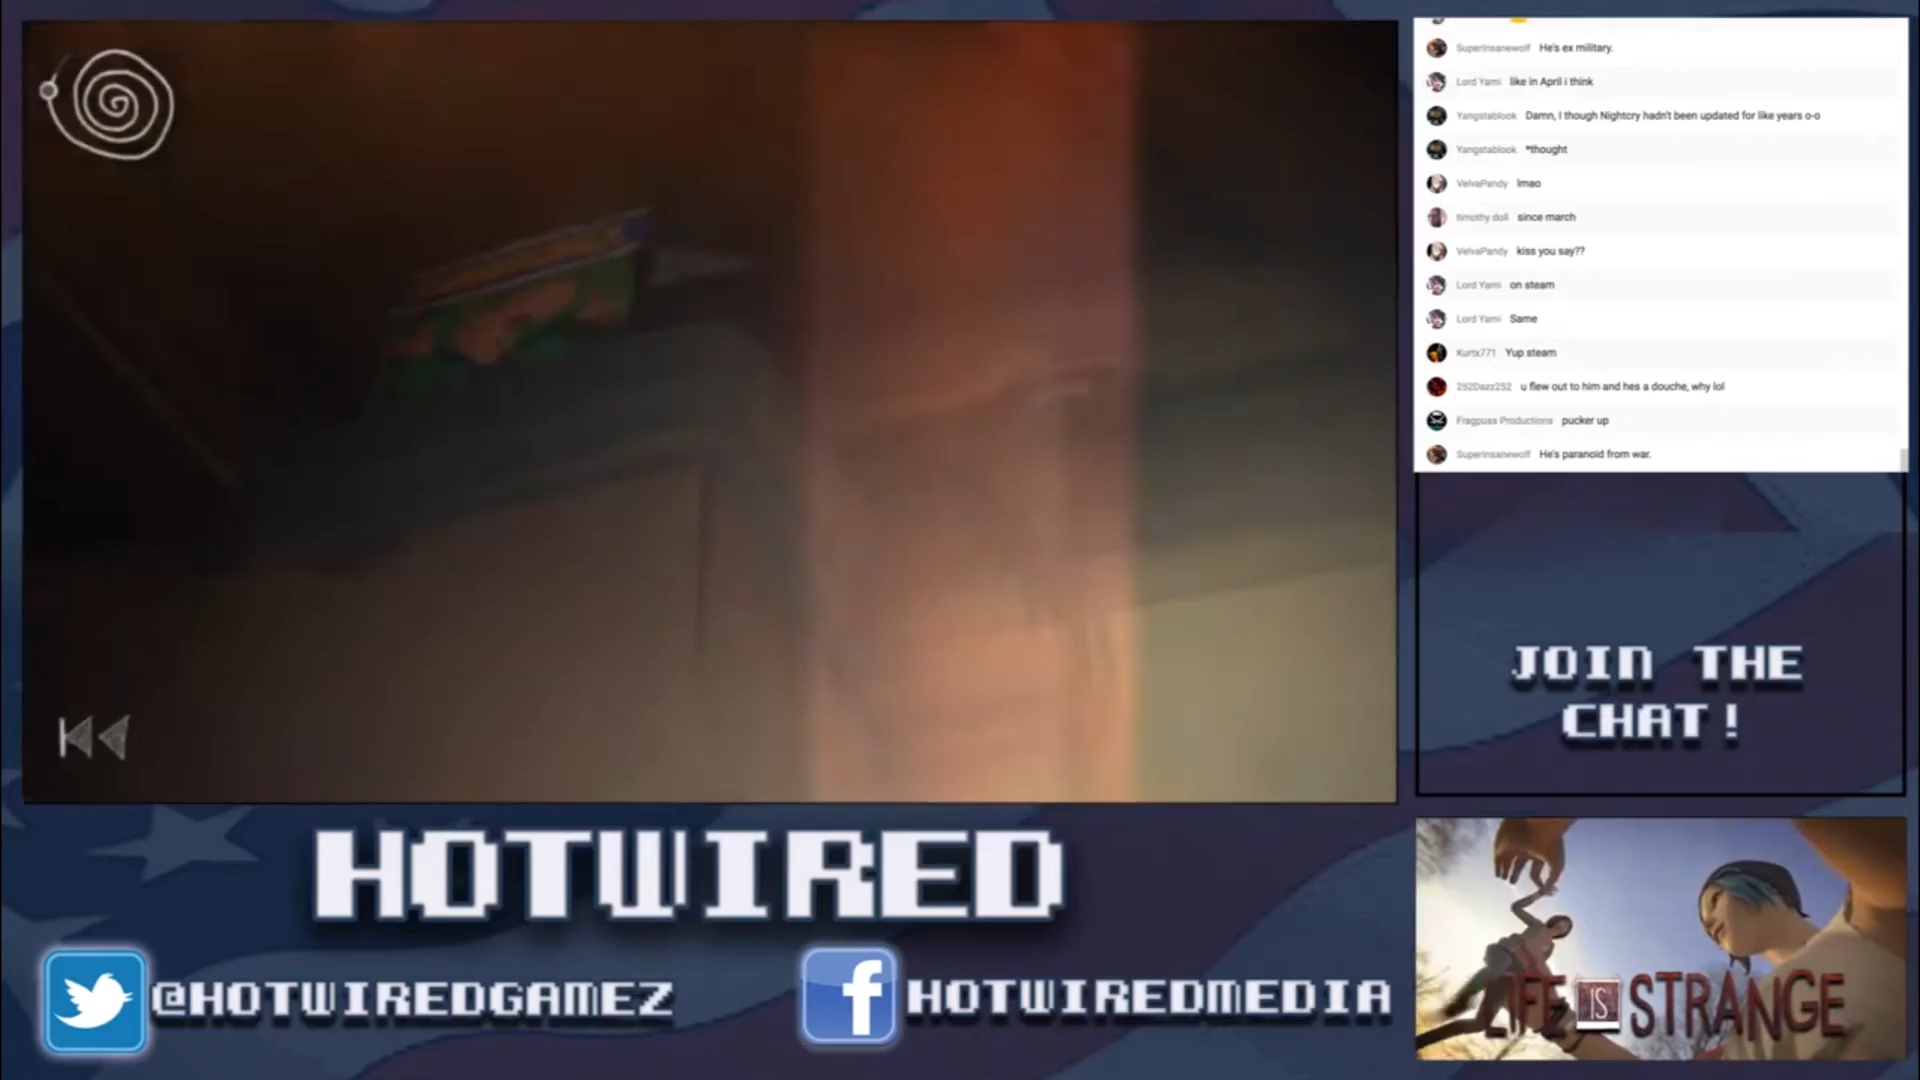 Superinsanewolf He's ex military.
Lord Yami like in April i think
Yangstablook Damn, I though Nightcry hadn't been updated for like years o-o
Yangstablook *thought
VelvaPandy lmao
timothy doll since march
VelvaPandy kiss you say??
Lord Yami on steam
Lord Yami Same
Kurtx771 Yup steam
252Dazz252 u flew out to him and hes a douche, why lol
Fragpuss Productions pucker up
Superinsanewolf He's paranoid from war.
JOIN THE
CHAT!
HOTWIRED
@HOTWIREDGAMEZ
f HOTWIREDMEDIA
LIFE IS STRANGE